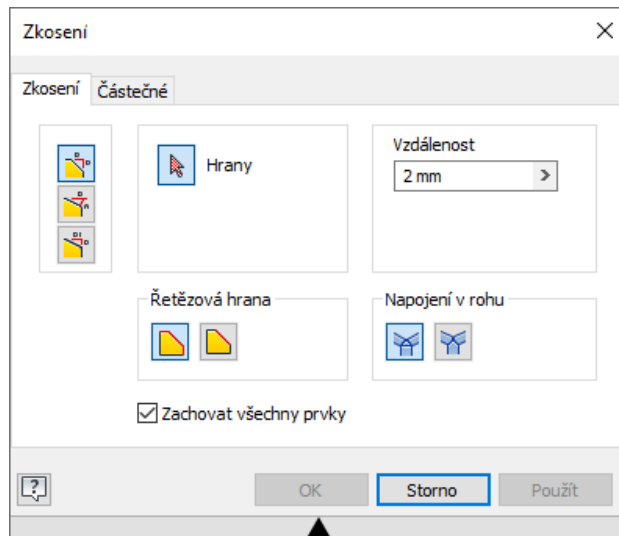 Zkosení
Zkosení Částečné
Hrany
Vzdálenost
2 mm
Řetězová hrana
Napojení v rohu
Zachovat všechny prvky
OK Storno Použít